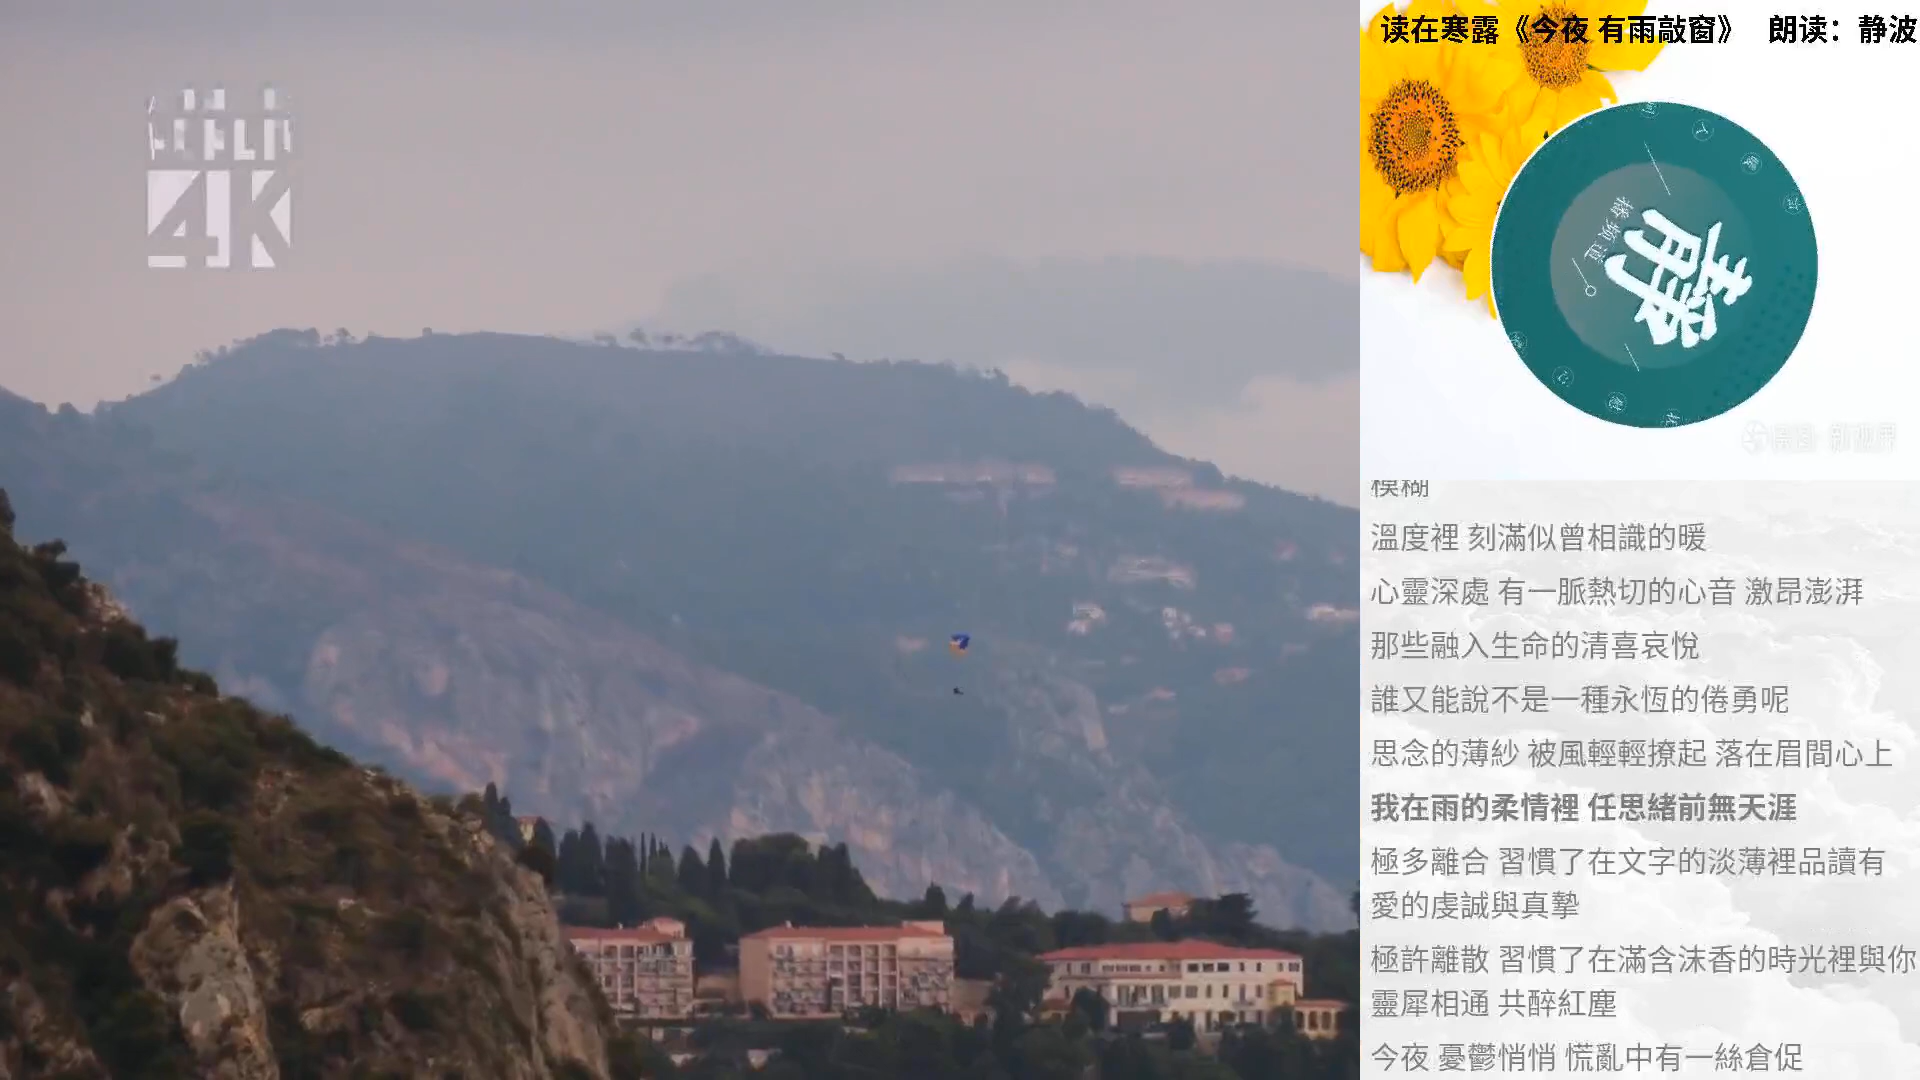 读在寒露《今夜 有雨敲窗》 朗读：静波
4K
馨
播頻道
模糊
溫度裡 刻滿似曾相識的暖
心靈深處 有一脈熱切的心音 激昂澎湃
那些融入生命的清喜哀悅
誰又能說不是一種永恆的倦勇呢
思念的薄紗 被風輕輕撩起 落在眉間心上
我在雨的柔情裡 任思緒前無天涯
極多離合 習慣了在文字的淡薄裡品讀有
愛的虔誠與真摯
極許離散 習慣了在滿含沫香的時光裡與你
靈犀相通 共醉紅塵
今夜 憂鬱悄悄 慌亂中有一絲倉促